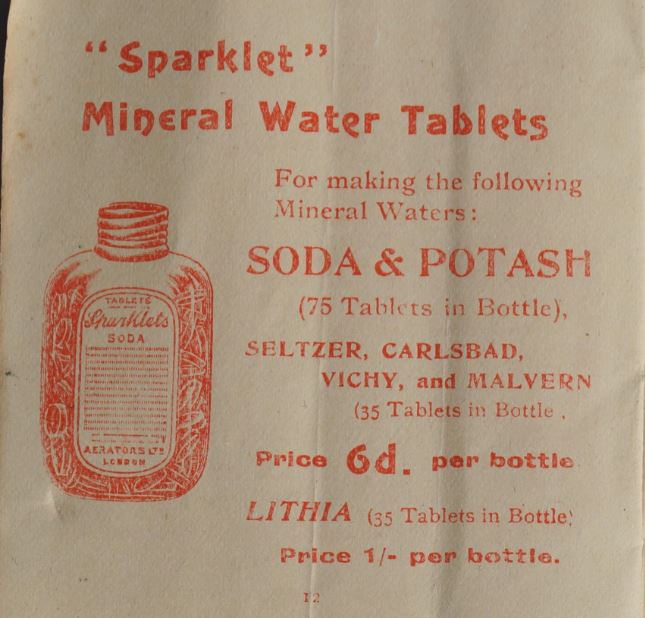 “Sparklet”
Mineral Water Tablets
For making the following
Mineral Waters:
SODA & POTASH
(75 Tablets in Bottle),
SELTZER, CARLSBAD,
VICHY, and MALVERN
(35 Tablets in Bottle .
Price 6d. per bottle
LITHIA (35 Tablets in Bottle)
Price 1/- per bottle.
TABLETS
Sparklets
SODA
AERATORS LTD
LONDON
12